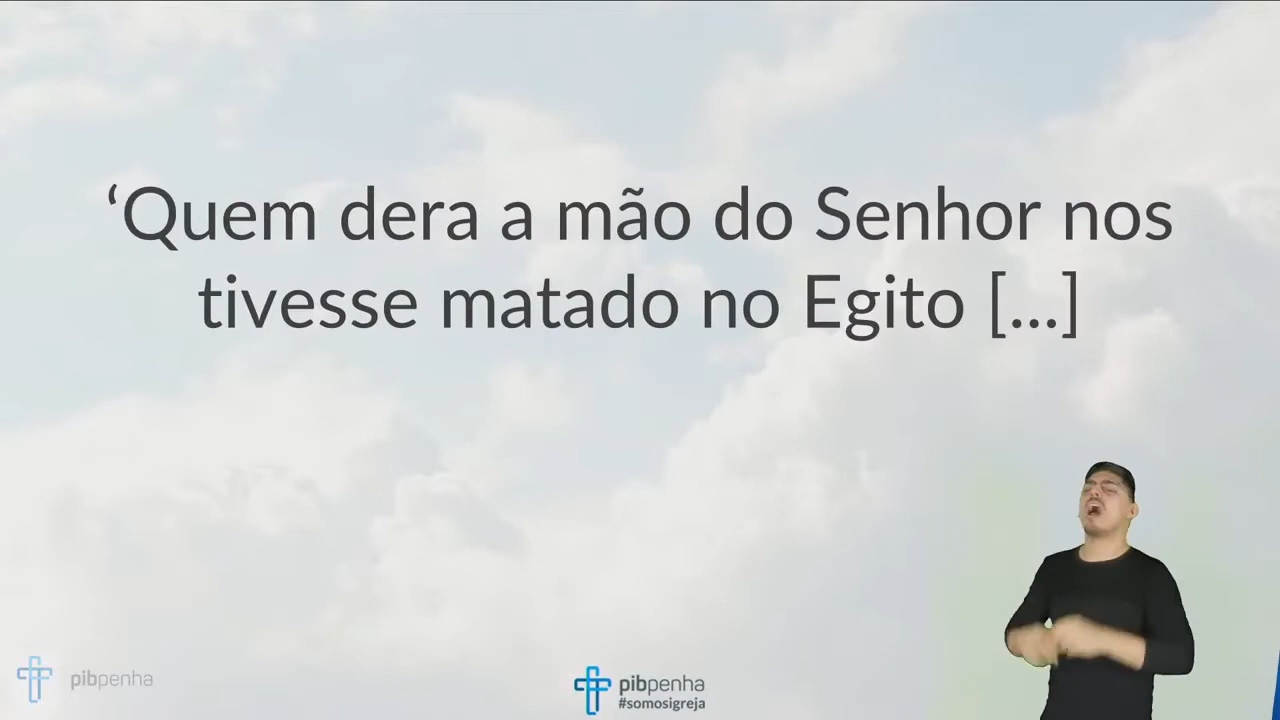 ‘Quem dera a mão do Senhor nos
tivesse matado no Egito [...]
pibpenha
pibpenha
#somosigreja